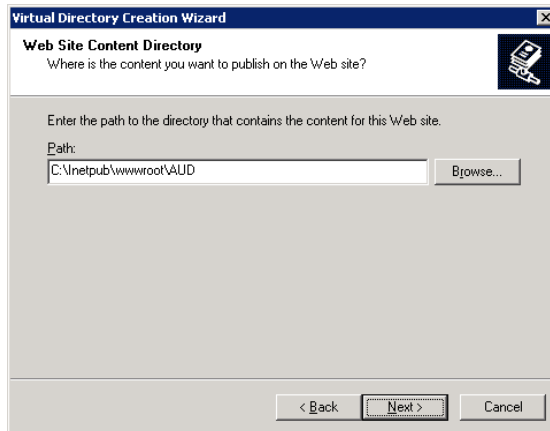 Virtual Directory Creation Wizard
Web Site Content Directory
Where is the content you want to publish on the Web site?
Enter the path to the directory that contains the content for this Web site.
Path:
C:\Inetpub\wwwroot\AUD
Browse...
< Back
Next >
Cancel